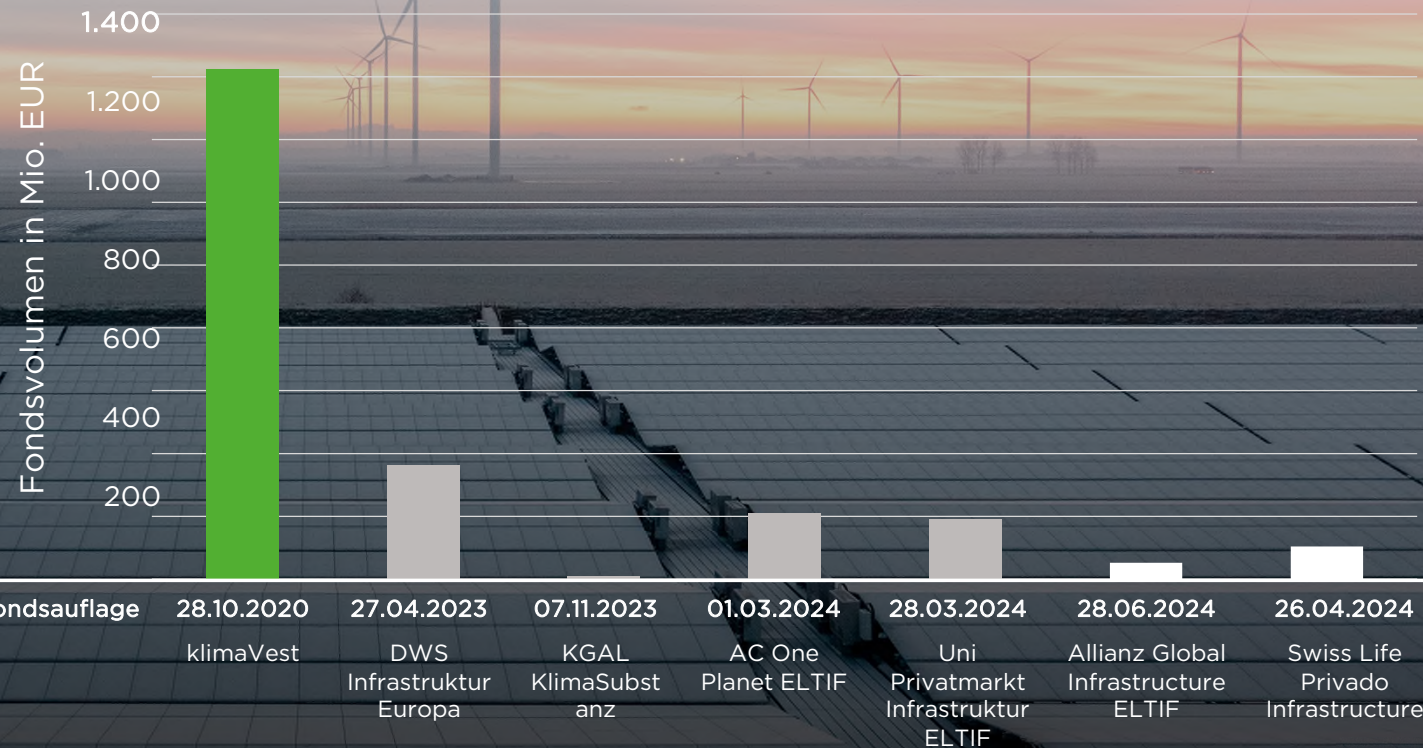 Fondsvolumen in Mio. EUR
1.400
1.200
1.000
800
600
400
200
ondsauflage 28.10.2020 27.04.2023 07.11.2023 01.03.2024 28.03.2024 28.06.2024 26.04.2024
klimaVest
DWS
Infrastruktur
Europa
KGAL
KlimaSubst
anz
AC One
Planet ELTIF
Uni
Privatmarkt
Infrastruktur
ELTIF
Allianz Global
Infrastructure
ELTIF
Swiss Life
Privado
Infrastructure